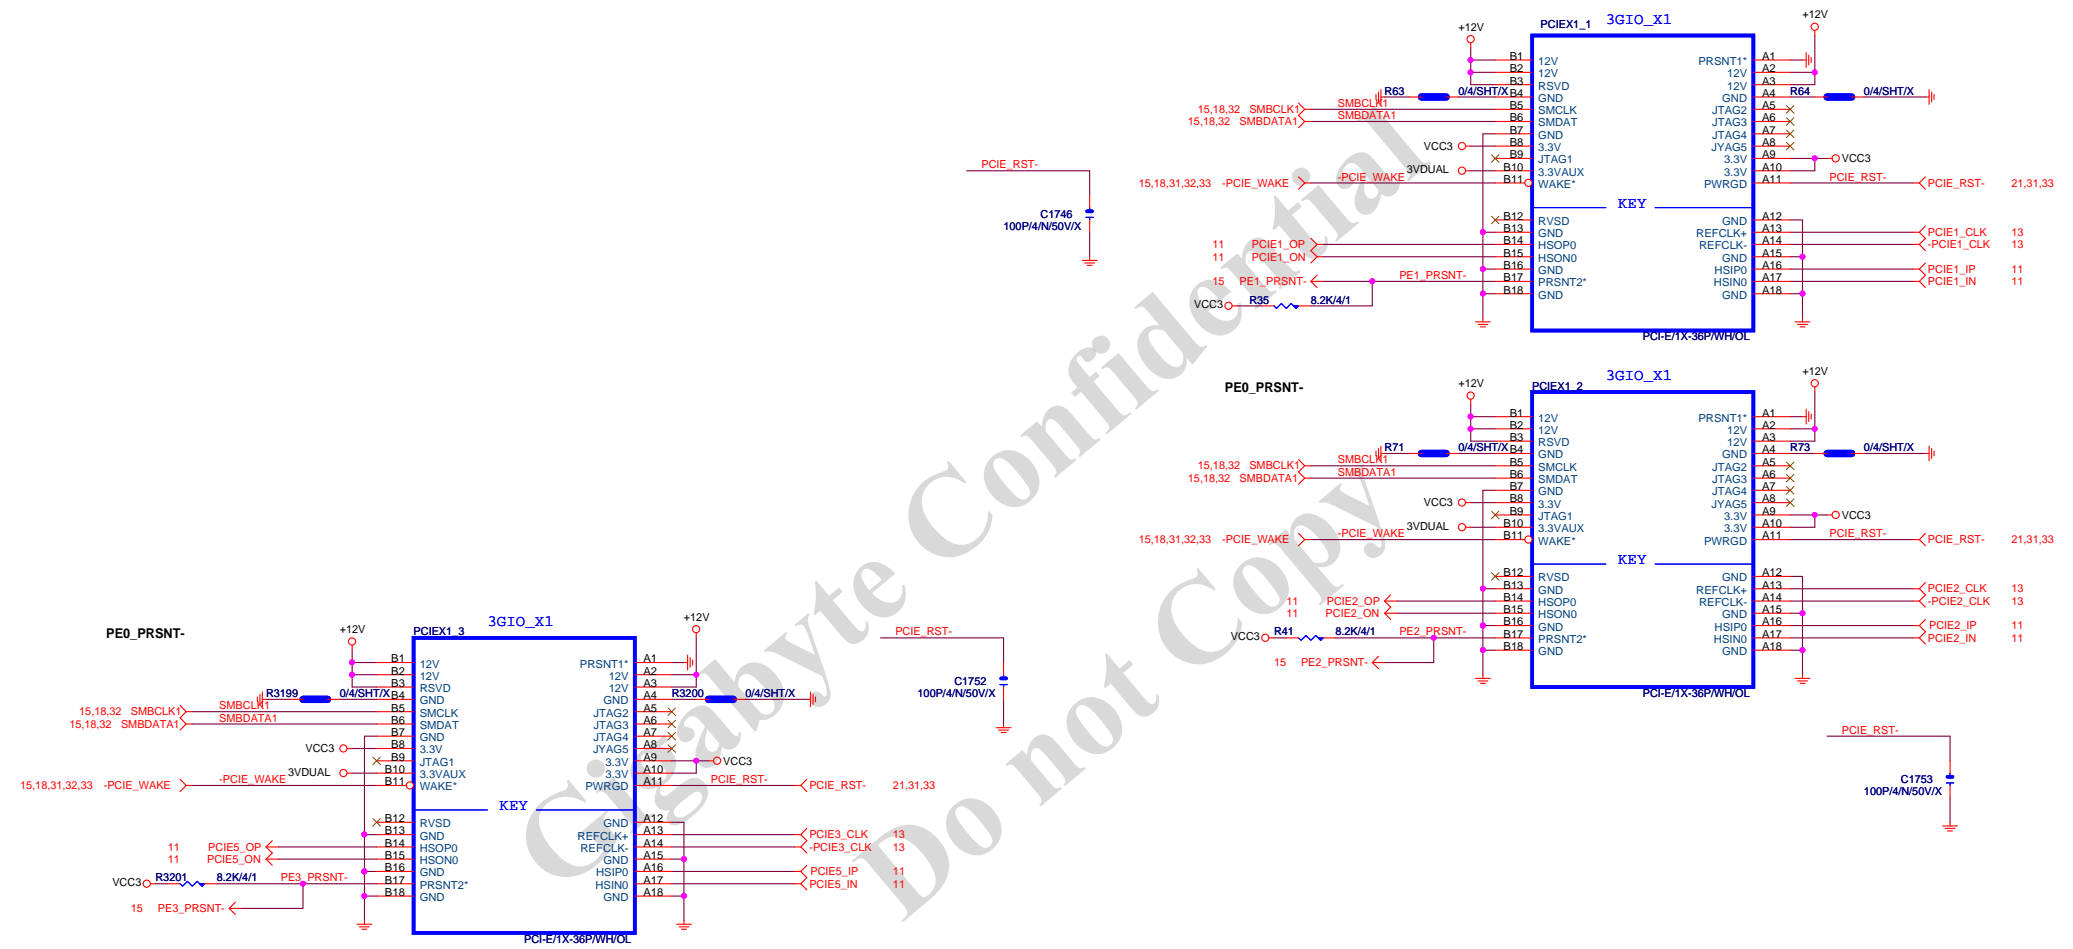 3GIO_X1
PCIEX1_1
+12V
+12V
B1 12V PRSNT1* A1
B2 12V 12V A2
B3 RSVD 12V A3
R63 0/4/SHT/X B4 GND GND A4 R64 0/4/SHT/X
15,18,32 SMBCLK1 SMBCLK1 B5 SMCLK JTAG2 A5
15,18,32 SMBDATA1 SMBDATA1 B6 SMDAT JTAG3 A6
B7 GND JTAG4 A7
VCC3 B8 3.3V JYAG5 A8
B9 JTAG1 3.3V A9 VCC3
3VDUAL B10 3.3VAUX 3.3V A10
15,18,31,32,33 -PCIE_WAKE -PCIE_WAKE B11 WAKE* PWRGD A11 PCIE_RST- PCIE_RST- 21,31,33
KEY
B12 RVSD GND A12
B13 GND REFCLK+ A13 PCIE1_CLK 13
11 PCIE1_OP B14 HSOP0 REFCLK- A14 -PCIE1_CLK 13
11 PCIE1_ON B15 HSON0 GND A15
B16 GND HSIP0 A16 PCIE1_IP 11
15 PE1_PRSNT- PE1_PRSNT- B17 PRSNT2* HSIN0 A17 PCIE1_IN 11
B18 GND GND A18
VCC3 R35 8.2K/4/1
PCI-E/1X-36P/WH/OL
PCIE_RST-
C1746
100P/4/N/50V/X
PE0_PRSNT-
3GIO_X1
PCIEX1_2
+12V
+12V
B1 12V PRSNT1* A1
B2 12V 12V A2
B3 RSVD 12V A3
R71 0/4/SHT/X B4 GND GND A4 R73 0/4/SHT/X
15,18,32 SMBCLK1 SMBCLK1 B5 SMCLK JTAG2 A5
15,18,32 SMBDATA1 SMBDATA1 B6 SMDAT JTAG3 A6
B7 GND JTAG4 A7
VCC3 B8 3.3V JYAG5 A8
B9 JTAG1 3.3V A9 VCC3
3VDUAL B10 3.3VAUX 3.3V A10
15,18,31,32,33 -PCIE_WAKE -PCIE_WAKE B11 WAKE* PWRGD A11 PCIE_RST- PCIE_RST- 21,31,33
KEY
B12 RVSD GND A12
B13 GND REFCLK+ A13 PCIE2_CLK 13
11 PCIE2_OP B14 HSOP0 REFCLK- A14 -PCIE2_CLK 13
11 PCIE2_ON B15 HSON0 GND A15
B16 GND HSIP0 A16 PCIE2_IP 11
VCC3 R41 8.2K/4/1 PE2_PRSNT- B17 PRSNT2* HSIN0 A17 PCIE2_IN 11
B18 GND GND A18
15 PE2_PRSNT-
PCI-E/1X-36P/WH/OL
PCIE_RST-
C1753
100P/4/N/50V/X
PE0_PRSNT-
3GIO_X1
PCIEX1_3
+12V
+12V
B1 12V PRSNT1* A1
B2 12V 12V A2
B3 RSVD 12V A3
R3199 0/4/SHT/X B4 GND GND A4 R3200 0/4/SHT/X
15,18,32 SMBCLK1 SMBCLK1 B5 SMCLK JTAG2 A5
15,18,32 SMBDATA1 SMBDATA1 B6 SMDAT JTAG3 A6
B7 GND JTAG4 A7
VCC3 B8 3.3V JYAG5 A8
B9 JTAG1 3.3V A9 VCC3
3VDUAL B10 3.3VAUX 3.3V A10
15,18,31,32,33 -PCIE_WAKE -PCIE_WAKE B11 WAKE* PWRGD A11 PCIE_RST- PCIE_RST- 21,31,33
KEY
B12 RVSD GND A12
B13 GND REFCLK+ A13 PCIE3_CLK 13
11 PCIE5_OP B14 HSOP0 REFCLK- A14 -PCIE3_CLK 13
11 PCIE5_ON B15 HSON0 GND A15
B16 GND HSIP0 A16 PCIE5_IP 11
VCC3 R3201 8.2K/4/1 PE3_PRSNT- B17 PRSNT2* HSIN0 A17 PCIE5_IN 11
B18 GND GND A18
15 PE3_PRSNT-
PCI-E/1X-36P/WH/OL
PCIE_RST-
C1752
100P/4/N/50V/X
Gigabyte Confidential
Do not Copy